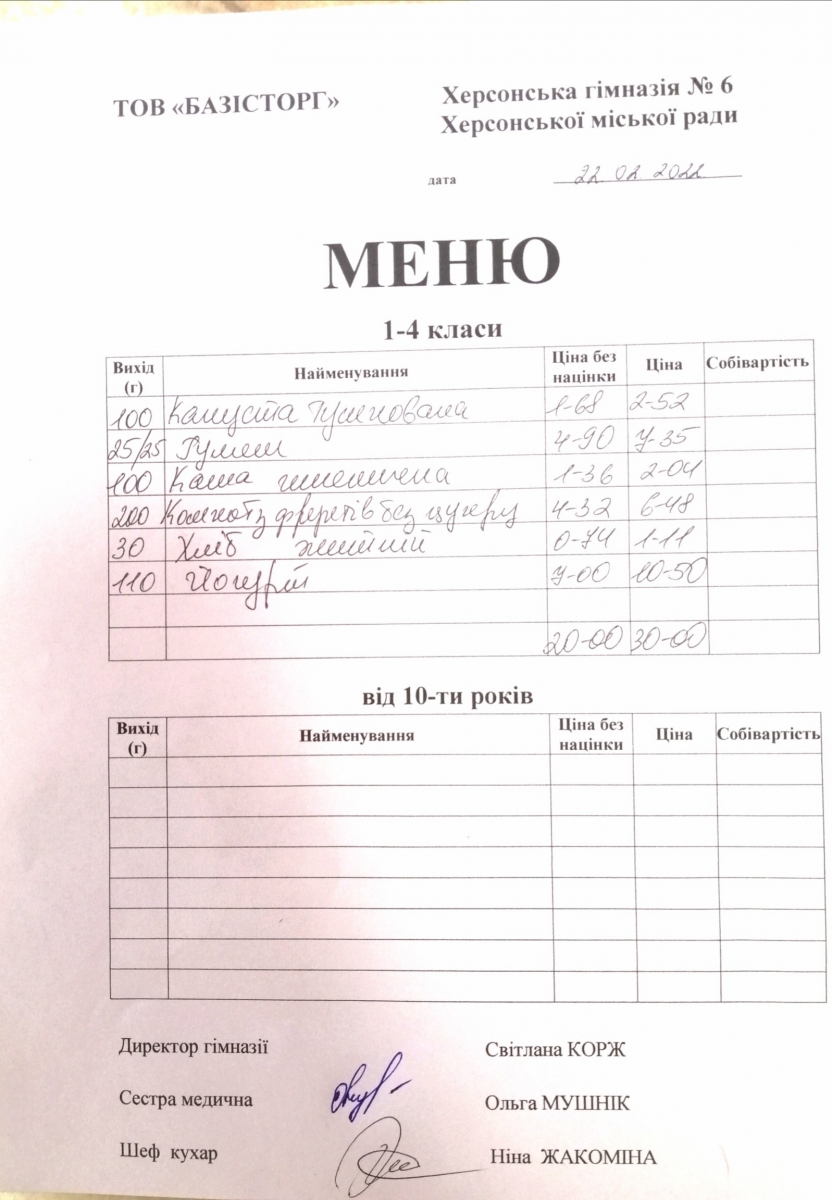 ТОВ «БАЗІСТОРГ»
Херсонська гімназія № 6
Херсонської міської ради
дата 22 02 2022
МЕНЮ
1-4 класи
Вихід (г) Найменування Ціна без націнки Ціна Собівартість
100 Капуста тушкована 1-68 2-52
25/25 Гуляш 4-90 7-35
100 Каша пшенична 1-36 2-04
200 Компот з фруктів без цукру 4-32 6-48
30 Хліб житній 0-74 1-11
110 Йогурт 7-00 10-50
20-00 30-00
від 10-ти років
Вихід (г) Найменування Ціна без націнки Ціна Собівартість
Директор гімназії Світлана КОРЖ
Сестра медична Ольга МУШНІК
Шеф кухар Ніна ЖАКОМІНА